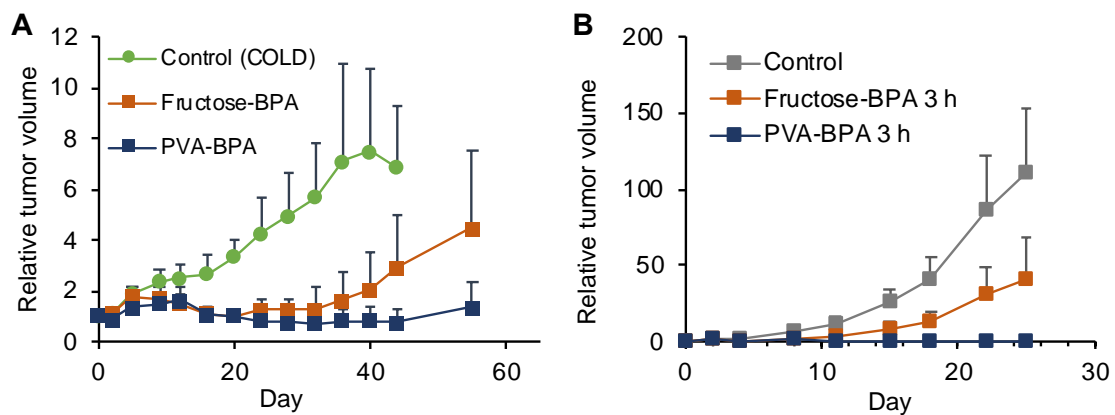 A
12
10
8
6
4
2
0
Relative tumor volume
Control (COLD)
Fructose-BPA
PVA-BPA
0 20 40 60
Day
B
200
150
100
50
0
Relative tumor volume
Control
Fructose-BPA 3 h
PVA-BPA 3 h
0 10 20 30
Day